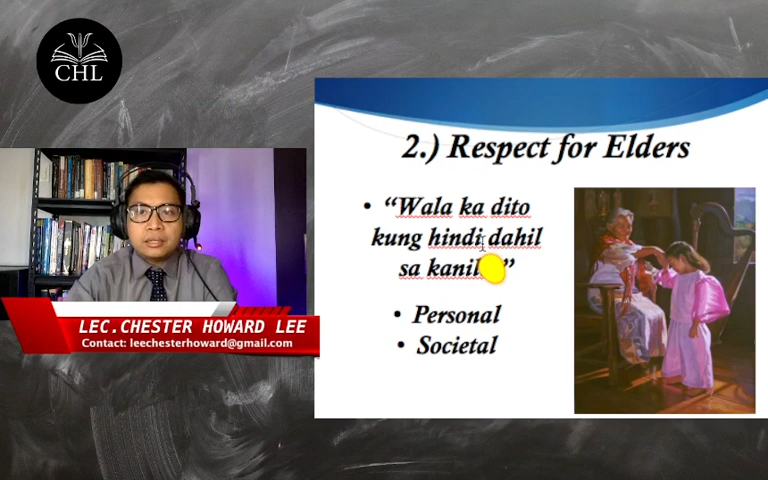 CHL
LEC.CHESTER HOWARD LEE
Contact: leechesterhoward@gmail.com
2.) Respect for Elders
• “Wala ka dito
kung hindi dahil
sa
”
• Personal
• Societal